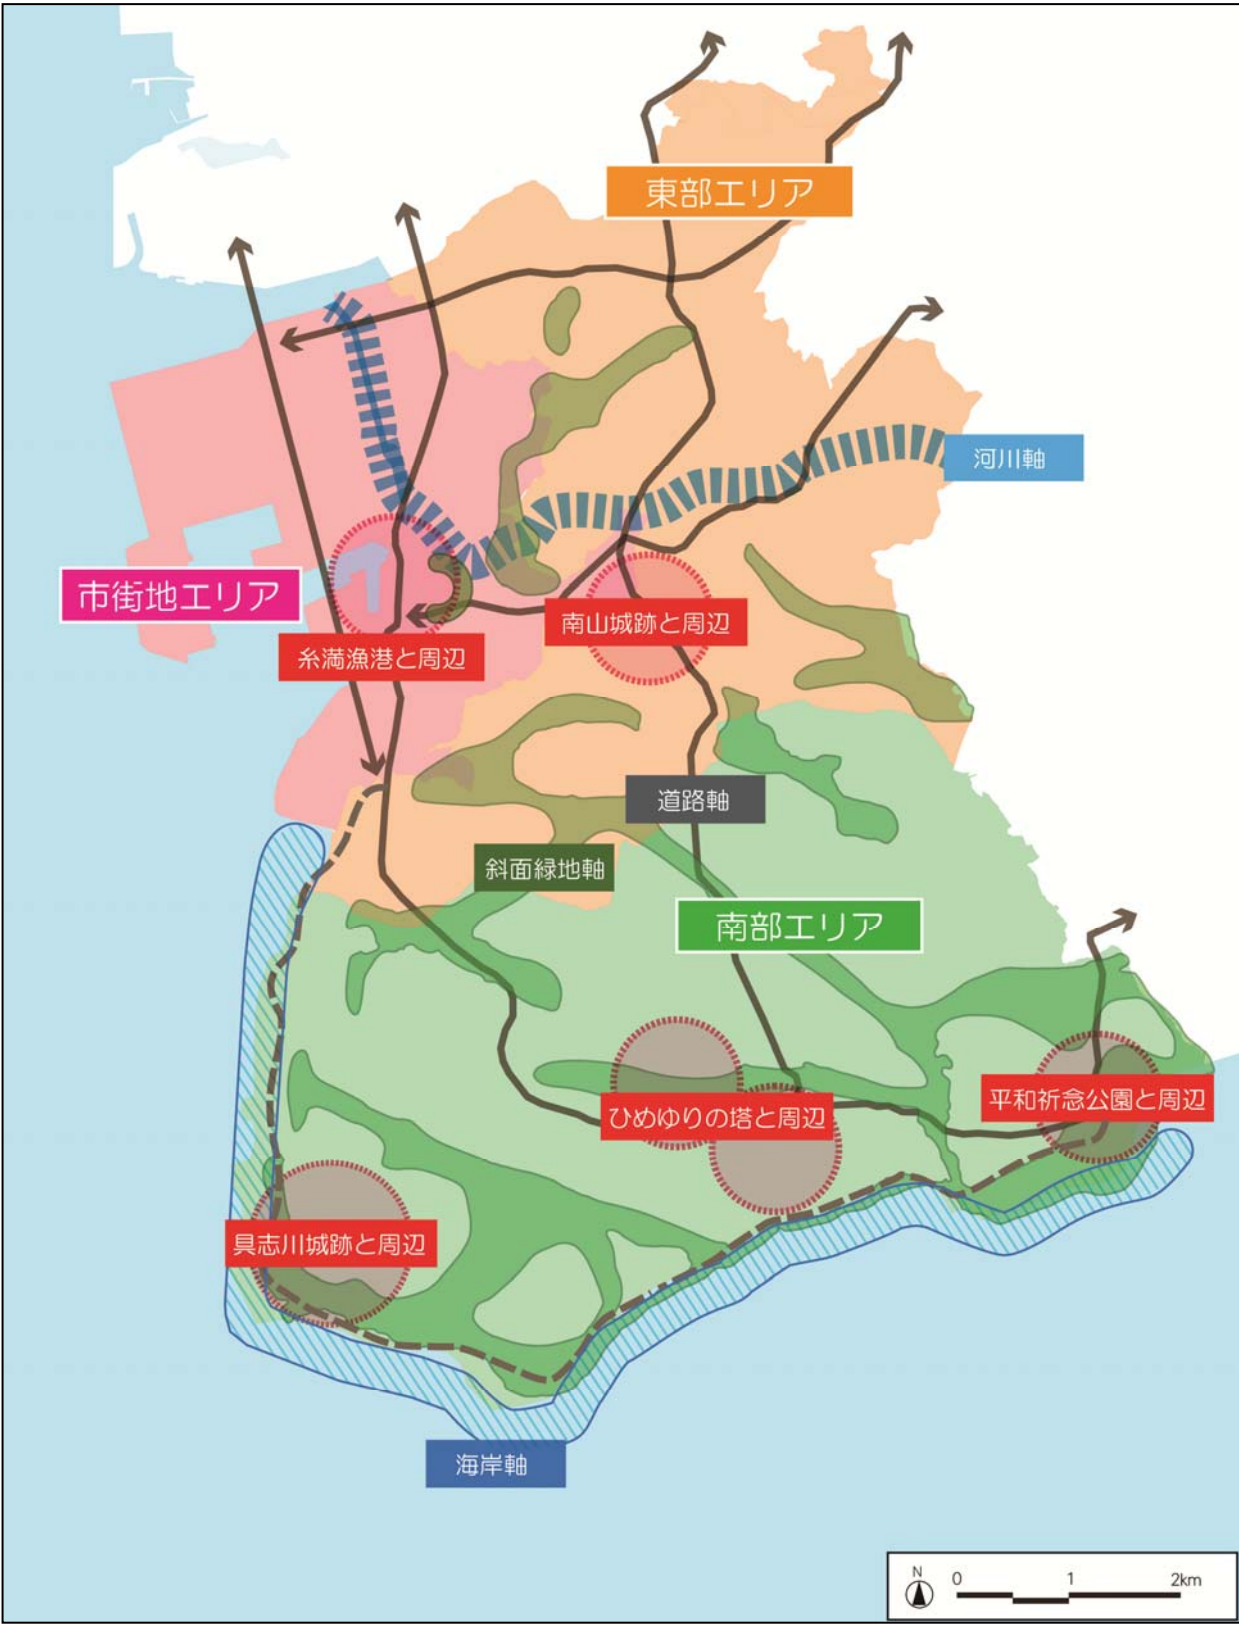 東部エリア
河川軸
市街地エリア
南山城跡と周辺
糸満漁港と周辺
道路軸
斜面緑地軸
南部エリア
平和祈念公園と周辺
ひめゆりの塔と周辺
具志川城跡と周辺
海岸軸
N
0 1 2km